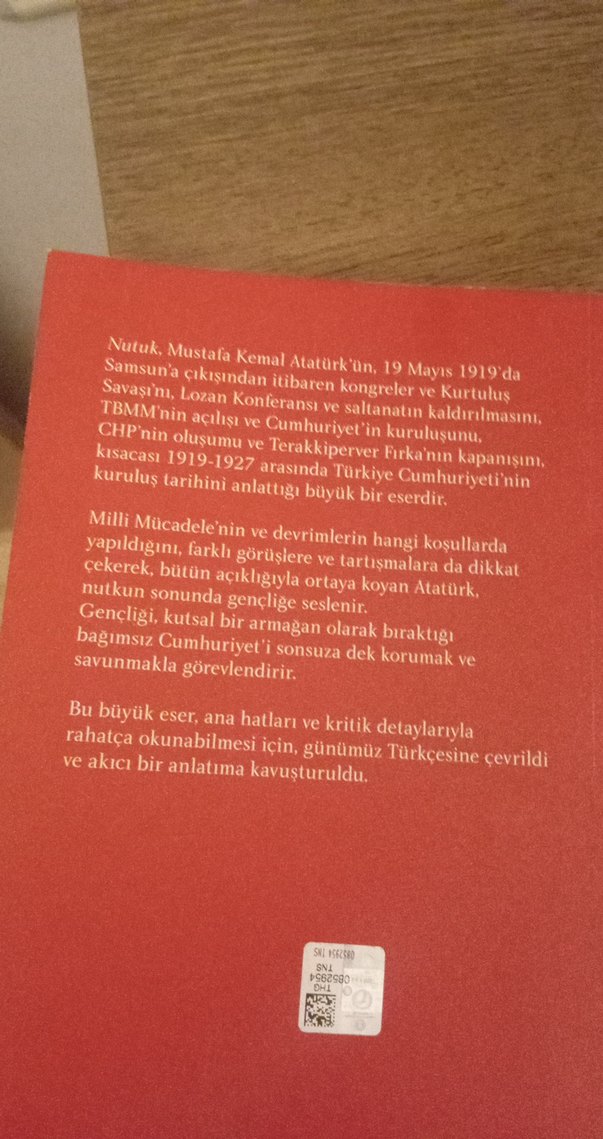 Nutuk, Mustafa Kemal Atatürk'ün, 19 Mayıs 1919'da
Samsun'a çıkışından itibaren kongreler ve Kurtuluş
Savaşı'nı, Lozan Konferansı ve saltanatın kaldırılmasını,
TBMM'nin açılışı ve Cumhuriyet'in kuruluşunu,
CHP'nin oluşumu ve Terakkiperver Fırka'nın kapanışını,
kısacası 1919-1927 arasında Türkiye Cumhuriyeti'nin
kuruluş tarihini anlattığı büyük bir eserdir.
Milli Mücadele'nin ve devrimlerin hangi koşullarda
yapıldığını, farklı görüşlere ve tartışmalara da dikkat
çekerek, bütün açıklığıyla ortaya koyan Atatürk,
nutkun sonunda gençliğe seslenir.
Gençliği, kutsal bir armağan olarak bıraktığı
bağımsız Cumhuriyet'i sonsuza dek korumak ve
savunmakla görevlendirir.
Bu büyük eser, ana hatları ve kritik detaylarıyla
rahatça okunabilmesi için, günümüz Türkçesine çevrildi
ve akıcı bir anlatıma kavuşturuldu.
0852954 TNS
TNS
0852954
THG